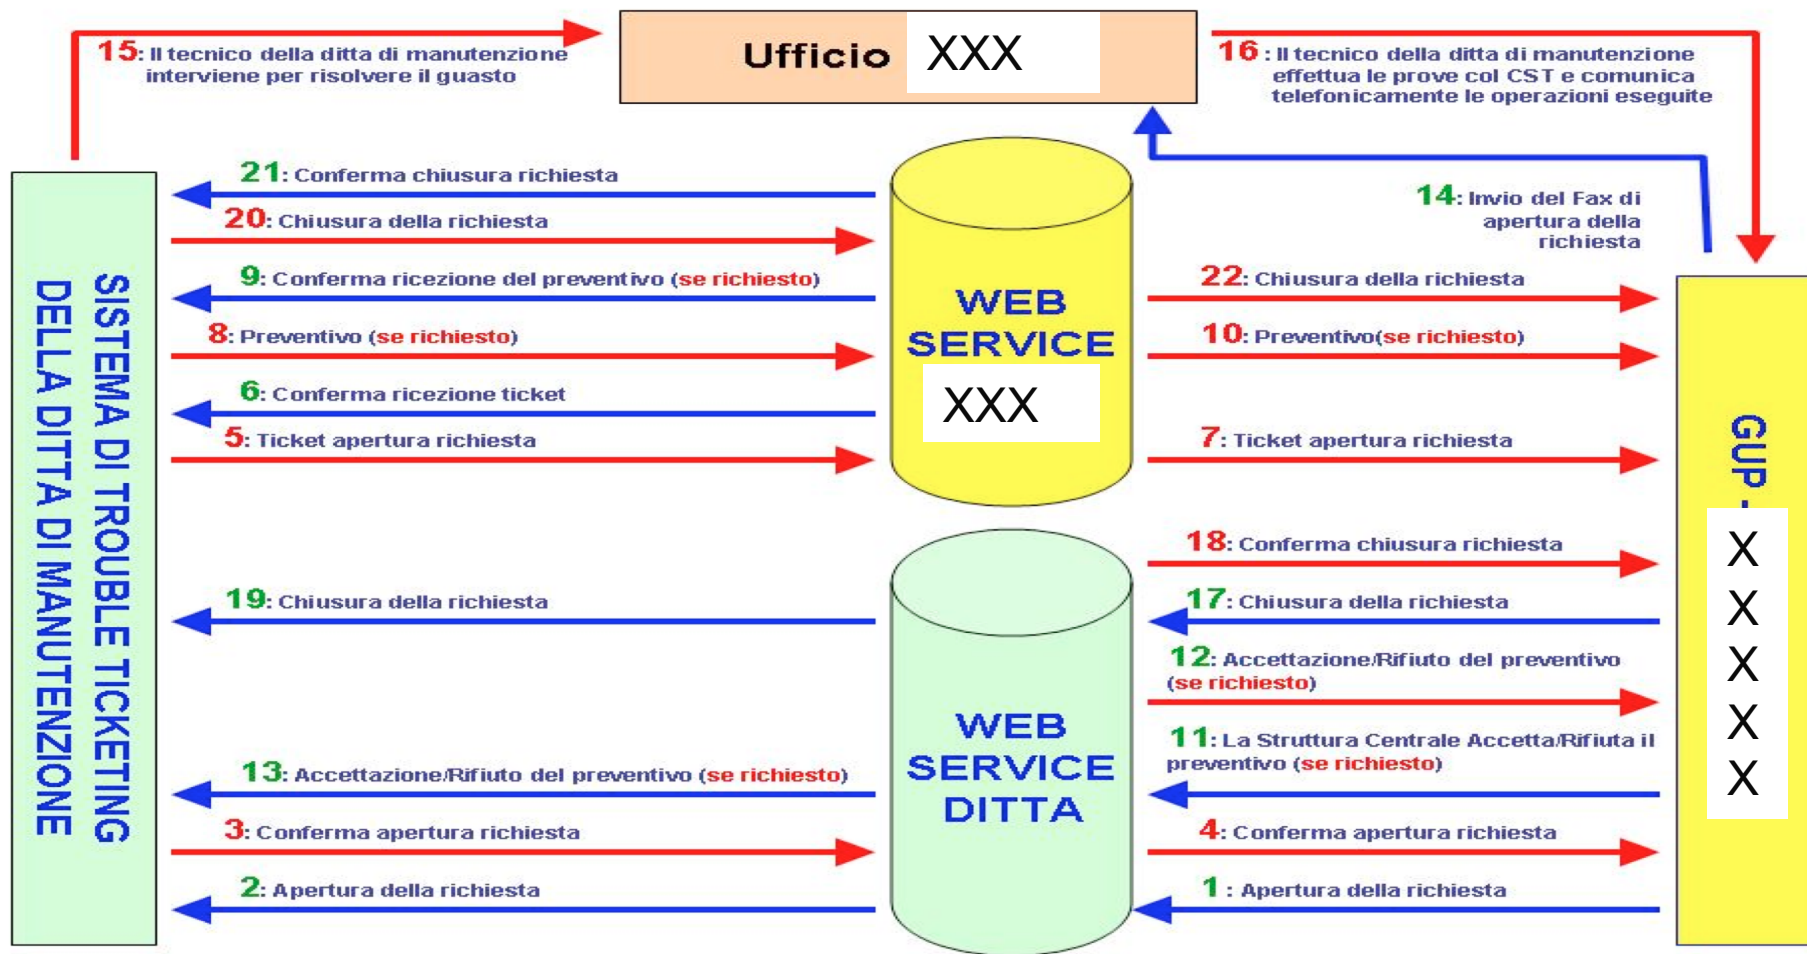 15: Il tecnico della ditta di manutenzione
interviene per risolvere il guasto
Ufficio XXX
16 : Il tecnico della ditta di manutenzione
effettua le prove col CST e comunica
telefonicamente le operazioni eseguite
21: Conferma chiusura richiesta
20: Chiusura della richiesta
9: Conferma ricezione del preventivo (se richiesto)
8: Preventivo (se richiesto)
6: Conferma ricezione ticket
5: Ticket apertura richiesta
WEB
SERVICE
XXX
14: Invio del Fax di
apertura della
richiesta
22: Chiusura della richiesta
10: Preventivo(se richiesto)
7: Ticket apertura richiesta
SISTEMA DI TROUBLE TICKETING
DELLA DITTA DI MANUTENZIONE
GUP -
X
X
X
X
X
19: Chiusura della richiesta
13: Accettazione/Rifiuto del preventivo (se richiesto)
3: Conferma apertura richiesta
2: Apertura della richiesta
WEB
SERVICE
DITTA
18: Conferma chiusura richiesta
17: Chiusura della richiesta
12: Accettazione/Rifiuto del preventivo
(se richiesto)
11: La Struttura Centrale Accetta/Rifiuta il
preventivo (se richiesto)
4: Conferma apertura richiesta
1 : Apertura della richiesta